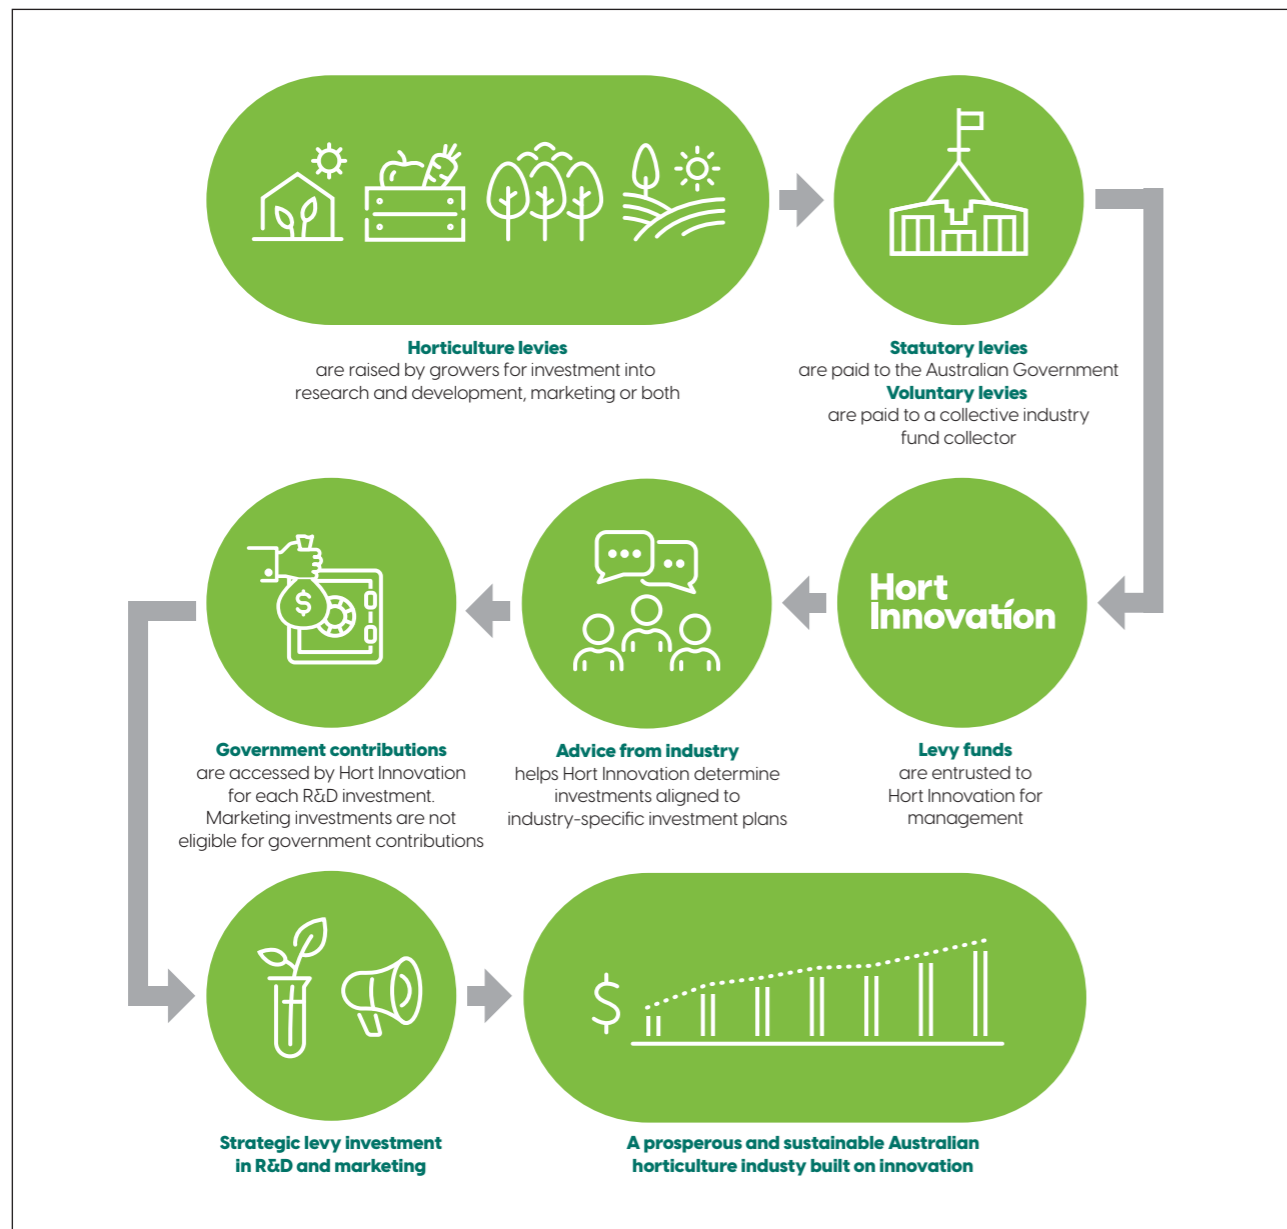 Horticulture levies
are raised by growers for investment into
research and development, marketing or both
Statutory levies
are paid to the Australian Government
Voluntary levies
are paid to a collective industry
fund collector
Hort
Innovation
Levy funds
are entrusted to
Hort Innovation for
management
Advice from industry
helps Hort Innovation determine
investments aligned to
industry-specific investment plans
$
Government contributions
are accessed by Hort Innovation
for each R&D investment.
Marketing investments are not
eligible for government contributions
Strategic levy investment
in R&D and marketing
$
A prosperous and sustainable Australian
horticulture industy built on innovation